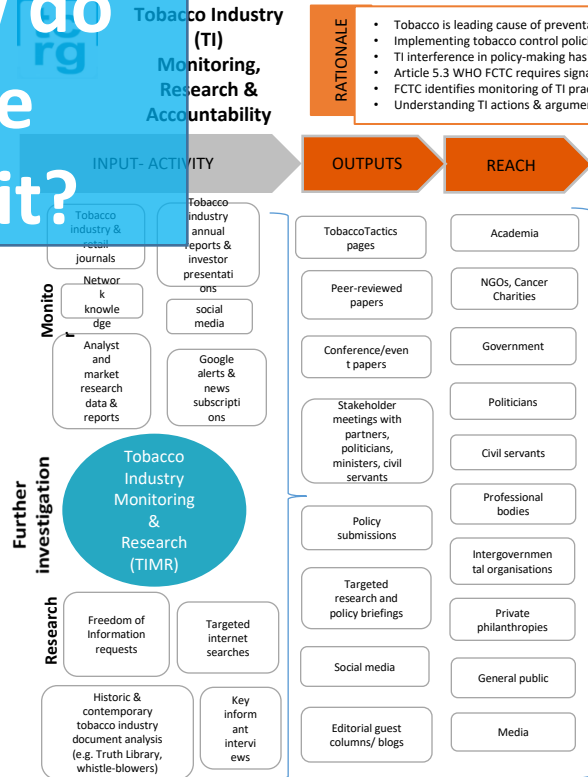 do
e
it?
Tobacco Industry
(TI)
Monitoring,
Research &
Accountability
RATIONALE
• Tobacco is leading cause of preventa
• Implementing tobacco control polici
• TI interference in policy-making has
• Article 5.3 WHO FCTC requires signa
• FCTC identifies monitoring of TI prac
• Understanding TI actions & argumen
INPUT- ACTIVITY
OUTPUTS
REACH
Monito
r
Tobacco
industry &
retail
journals
Tobacco
industry
annual
reports &
investor
presentati
ons
Networ
k
knowle
dge
social
media
Analyst
and
market
research
data &
reports
Google
alerts &
news
subscripti
ons
Further
investigation
Tobacco
Industry
Monitoring
&
Research
(TIMR)
Research
Freedom of
Information
requests
Targeted
internet
searches
Historic &
contemporary
tobacco industry
document analysis
(e.g. Truth Library,
whistle-blowers)
Key
inform
ant
intervi
ews
TobaccoTactics
pages
Peer-reviewed
papers
Conference/even
t papers
Stakeholder
meetings with
partners,
politicians,
ministers, civil
servants
Policy
submissions
Targeted
research and
policy briefings
Social media
Editorial guest
columns/ blogs
Academia
NGOs, Cancer
Charities
Government
Politicians
Civil servants
Professional
bodies
Intergovernmen
tal organisations
Private
philanthropies
General public
Media